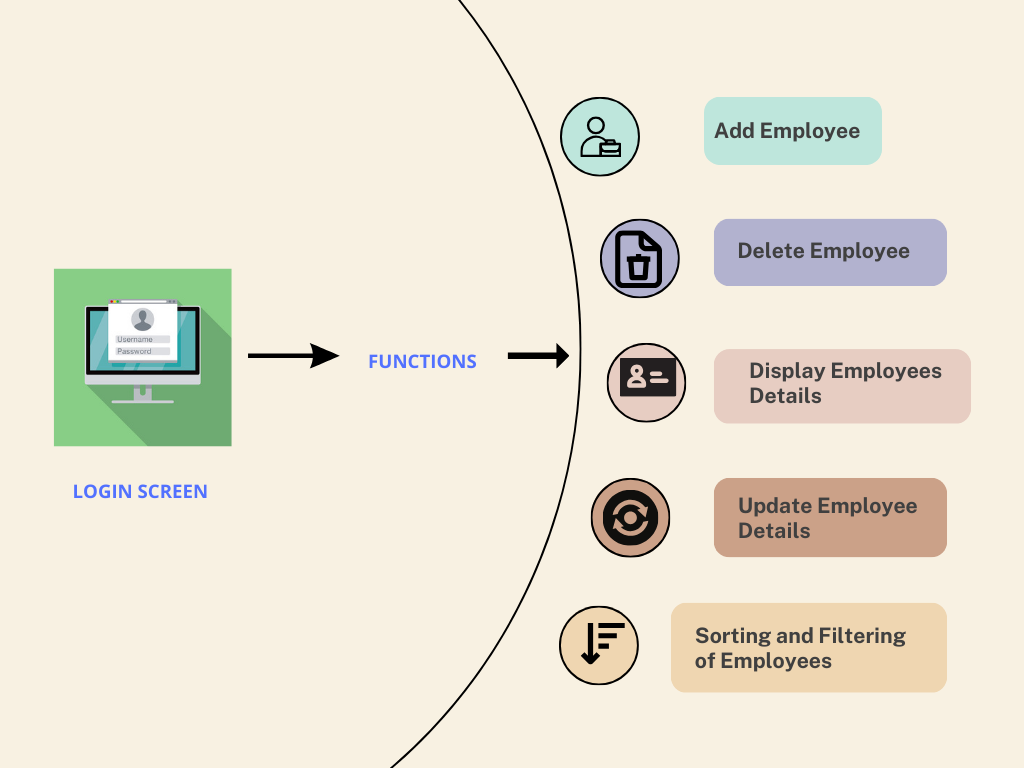 Username
Password
LOGIN SCREEN
FUNCTIONS
Add Employee
Delete Employee
Display Employees
Details
Update Employee
Details
Sorting and Filtering
of Employees